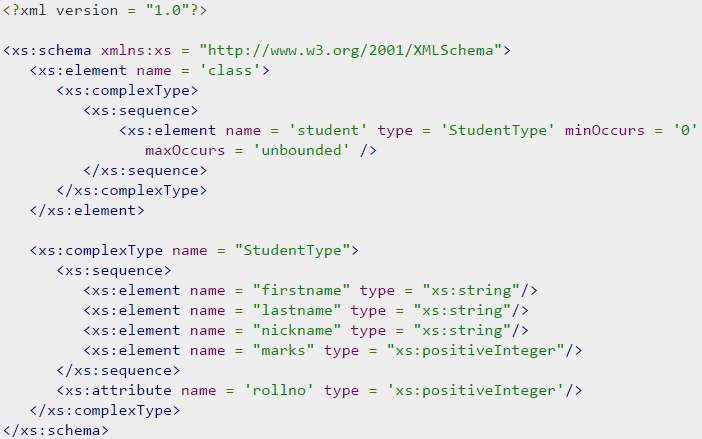 <?xml version = "1.0"?>
<xs:schema xmlns:xs = "http://www.w3.org/2001/XMLSchema">
<xs:element name = 'class'>
<xs:complexType>
<xs:sequence>
<xs:element name = 'student' type = 'StudentType' minOccurs = '0'
maxOccurs = 'unbounded' />
</xs:sequence>
</xs:complexType>
</xs:element>
<xs:complexType name = "StudentType">
<xs:sequence>
<xs:element name = "firstname" type = "xs:string"/>
<xs:element name = "lastname" type = "xs:string"/>
<xs:element name = "nickname" type = "xs:string"/>
<xs:element name = "marks" type = "xs:positiveInteger"/>
</xs:sequence>
<xs:attribute name = 'rollno' type = 'xs:positiveInteger'/>
</xs:complexType>
</xs:schema>